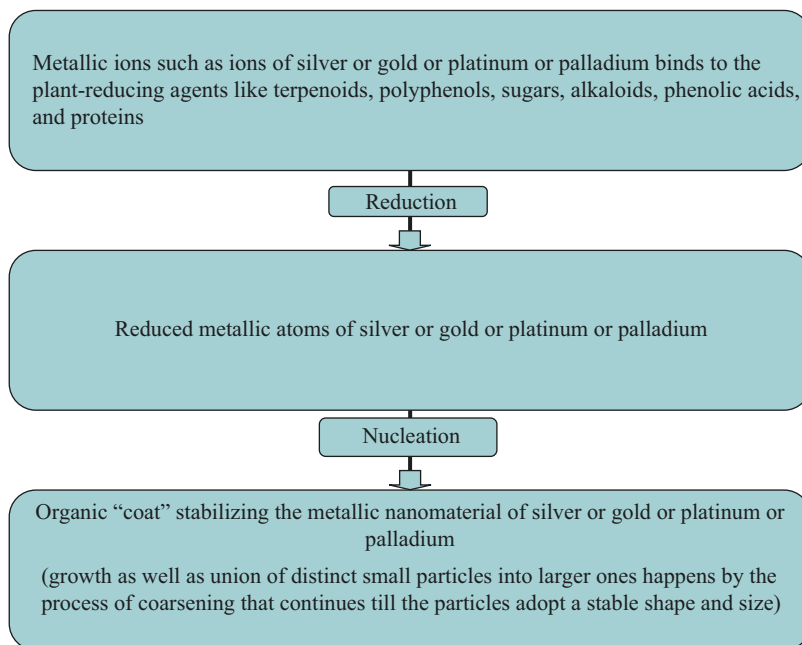 Metallic ions such as ions of silver or gold or platinum or palladium binds to the
plant-reducing agents like terpenoids, polyphenols, sugars, alkaloids, phenolic acids,
and proteins
Reduction
Reduced metallic atoms of silver or gold or platinum or palladium
Nucleation
Organic “coat” stabilizing the metallic nanomaterial of silver or gold or platinum or
palladium
(growth as well as union of distinct small particles into larger ones happens by the
process of coarsening that continues till the particles adopt a stable shape and size)